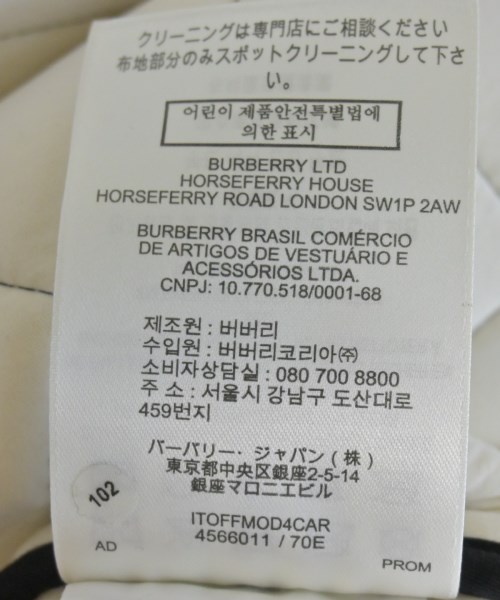 クリーニングは専門店にご相談ください
布地部分のみスポットクリーニングして下さ
い。
어린이 제품안전특별법에
의한 표시
BURBERRY LTD
HORSEFERRY HOUSE
HORSEFERRY ROAD LONDON SW1P 2AW
BURBERRY BRASIL COMÉRCIO
DE ARTIGOS DE VESTUÁRIO E
ACESSÓRIOS LTDA.
CNPJ: 10.770.518/0001-68
제조원 : 버버리
수입원 : 버버리코리아㈜
소비자상담실 : 080 700 8800
주 소 : 서울시 강남구 도산대로
459번지
バーバリー・ジャパン(株)
東京都中央区銀座2-5-14
銀座マロニエビル
102
ITOFFMOD4CAR
4566011 / 70E
AD
PROM